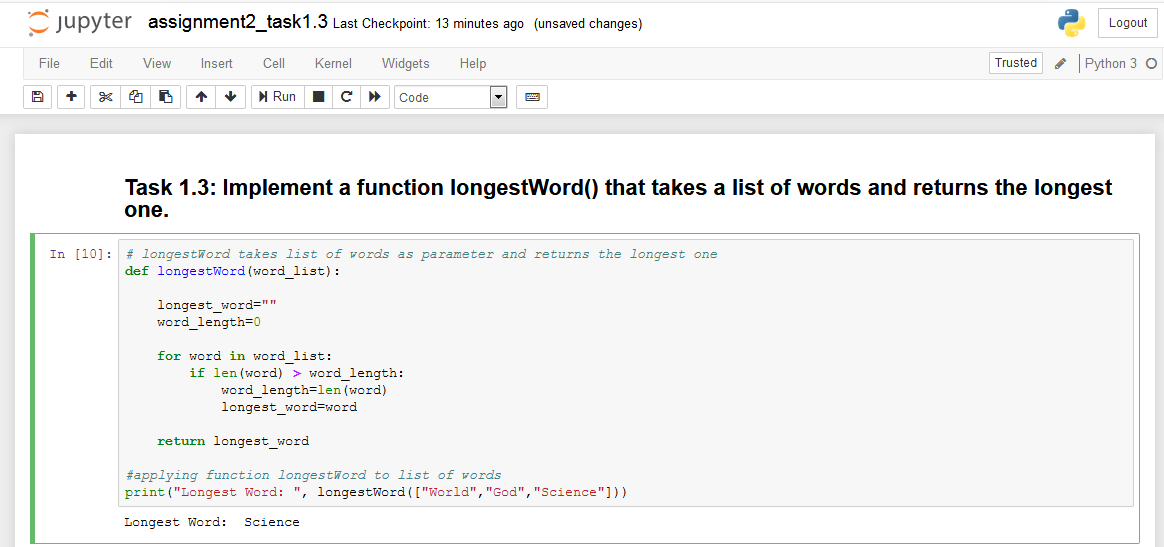 jupyter assignment2_task1.3 Last Checkpoint: 13 minutes ago (unsaved changes) Logout
File Edit View Insert Cell Kernel Widgets Help Trusted Python 3
Run Code
Task 1.3: Implement a function longestWord() that takes a list of words and returns the longest
one.
In [10]: # longestWord takes list of words as parameter and returns the longest one
def longestWord(word_list):
longest_word=""
word_length=0
for word in word_list:
if len(word) > word_length:
word_length=len(word)
longest_word=word
return longest_word
#applying function longestWord to list of words
print("Longest Word: ", longestWord(["World","God","Science"]))
Longest Word:  Science